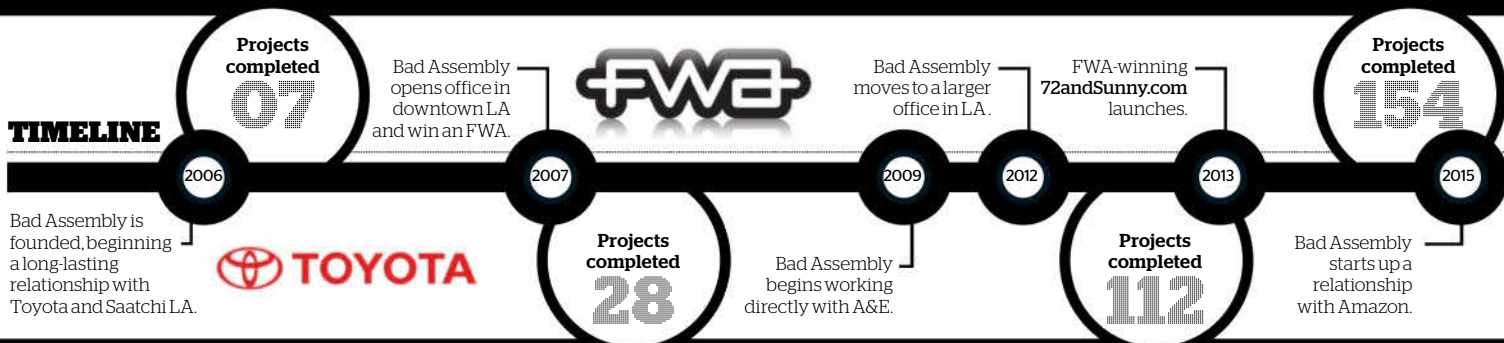 TIMELINE
Projects
completed
07
2006
Bad Assembly is
founded, beginning
a long-lasting
relationship with
Toyota and Saatchi LA.
TOYOTA
Bad Assembly
opens office in
downtown LA
and win an FWA.
FWA
2007
Projects
completed
28
2009
Bad Assembly
begins working
directly with A&E.
Bad Assembly
moves to a larger
office in LA.
2012
Projects
completed
112
FWA-winning
72andSunny.com
launches.
2013
Projects
completed
154
2015
Bad Assembly
starts up a
relationship
with Amazon.